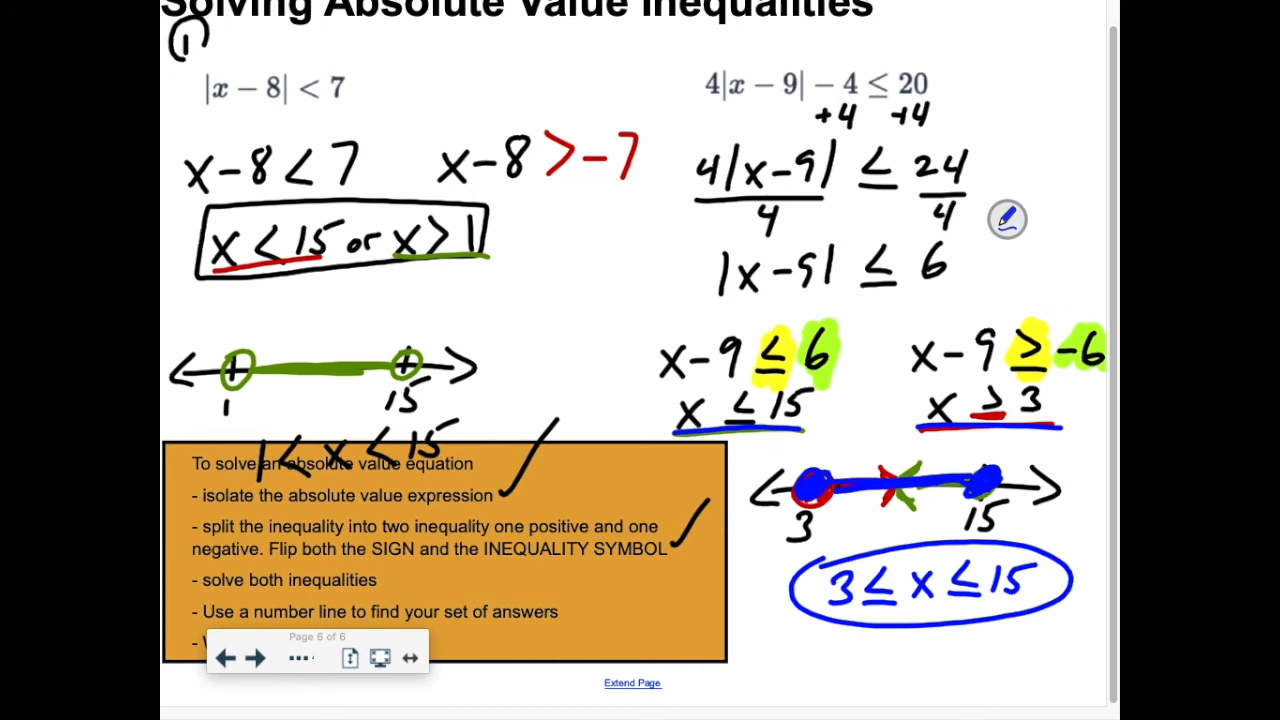 Solving Absolute Value Inequalities
①
|x − 8| < 7
x-8 < 7 x-8 > -7
x < 15 or x > 1
1 15
1 < x < 15
4|x − 9| − 4 ≤ 20
+4 +4
4|x-9| ≤ 24
4 4
|x-9| ≤ 6
x-9 ≤ 6 x-9 ≥ -6
x ≤ 15 x ≥ 3
3 15
3 ≤ x ≤ 15
To solve an absolute value equation
- isolate the absolute value expression
- split the inequality into two inequality one positive and one
negative. Flip both the SIGN and the INEQUALITY SYMBOL
- solve both inequalities
- Use a number line to find your set of answers
-
Page 6 of 6
Extend Page